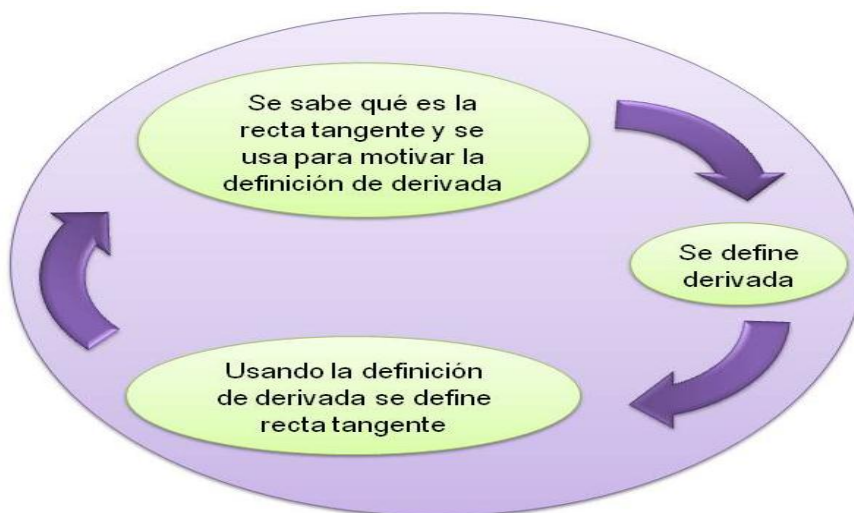 Se sabe qué es la
recta tangente y se
usa para motivar la
definición de derivada
Se define
derivada
Usando la definición
de derivada se define
recta tangente